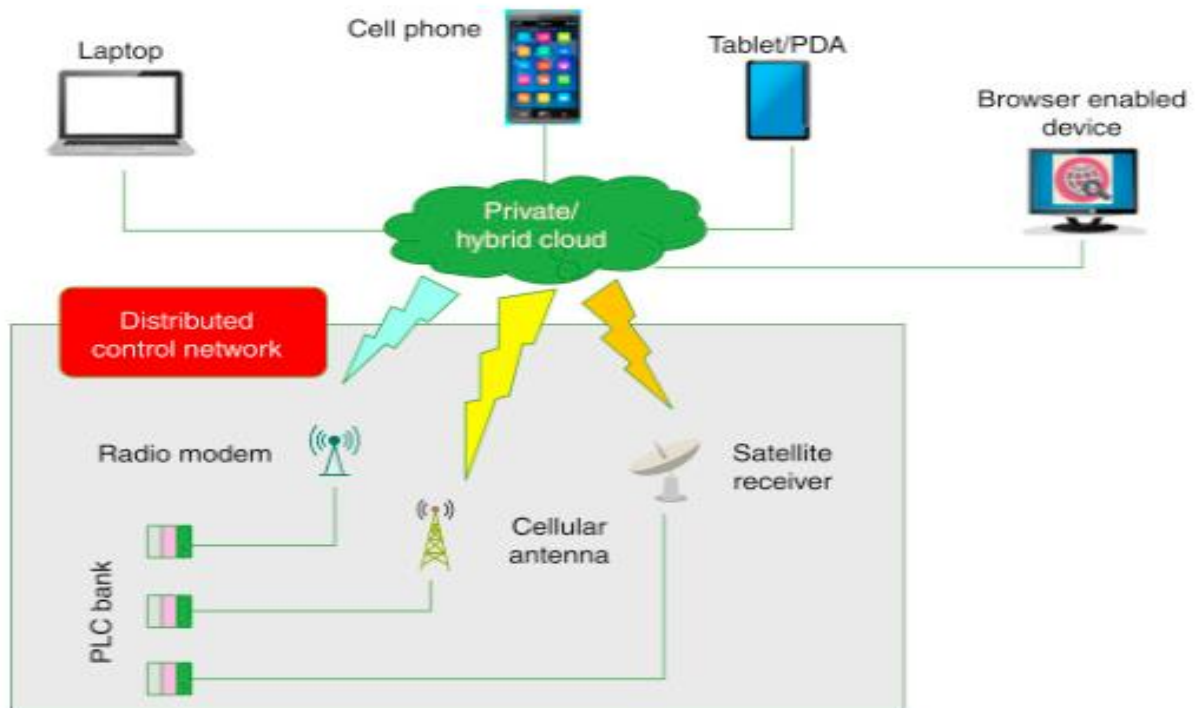 Cell phone
Laptop
Tablet/PDA
Browser enabled
device
Private/
hybrid cloud
Distributed
control network
Radio modem
Satellite
receiver
Cellular
antenna
PLC bank